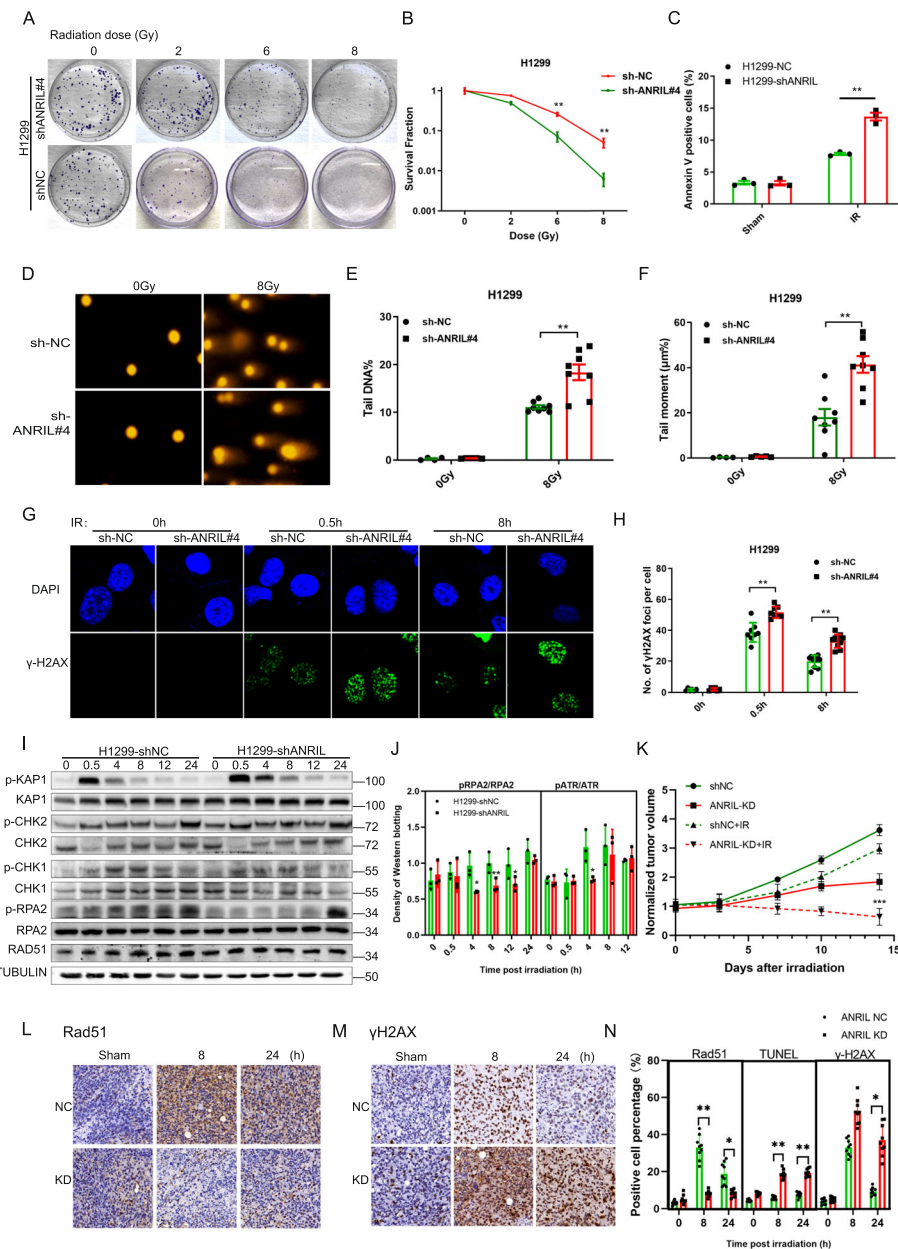 A
Radiation dose (Gy)
0 2 6 8
H1299
shANRIL#4
shNC
B
H1299
sh-NC
sh-ANRIL#4
Survival Fraction
1
0.1
0.01
0.001
**
**
0 2 6 8
Dose (Gy)
C
H1299-NC
H1299-shANRIL
Annexin V positive cells (%)
20
15
10
5
0
**
Sham IR
D
0Gy 8Gy
sh-NC
sh-
ANRIL#4
E
H1299
sh-NC
sh-ANRIL#4
Tail DNA%
30
20
10
0
**
0Gy 8Gy
F
H1299
sh-NC
sh-ANRIL#4
Tail moment (μm%)
60
40
20
0
**
0Gy 8Gy
G
IR: 0h 0.5h 8h
sh-NC sh-ANRIL#4 sh-NC sh-ANRIL#4 sh-NC sh-ANRIL#4
DAPI
γ-H2AX
H
H1299
sh-NC
sh-ANRIL#4
No. of γH2AX foci per cell
80
60
40
20
0
**
**
0h 0.5h 8h
I
H1299-shNC H1299-shANRIL
0 0.5 4 8 12 24 0 0.5 4 8 12 24
p-KAP1 100
KAP1 100
p-CHK2 72
CHK2 72
p-CHK1 55
CHK1 55
p-RPA2 34
RPA2 34
RAD51 34
TUBULIN 50
J
pRPA2/RPA2 pATR/ATR
H1299-shNC
H1299-shANRIL
Density of Western blotting
2.0
1.5
1.0
0.5
0.0
* ** * *
0 0.5 4 8 12 24 0 0.5 4 8 12
Time post irradiation (h)
K
shNC
ANRIL-KD
shNC+IR
ANRIL-KD+IR
Normalized tumor volume
5
4
3
2
1
0
***
0 5 10 15
Days after irradiation
L Rad51
Sham 8 24 (h)
NC
KD
M γH2AX
Sham 8 24 (h)
NC
KD
N
ANRIL NC
ANRIL KD
Rad51 TUNEL γ-H2AX
Positive cell percentage (%)
80
60
40
20
0
** * ** ** *
0 8 24 0 8 24 0 8 24
Time post irradiation (h)